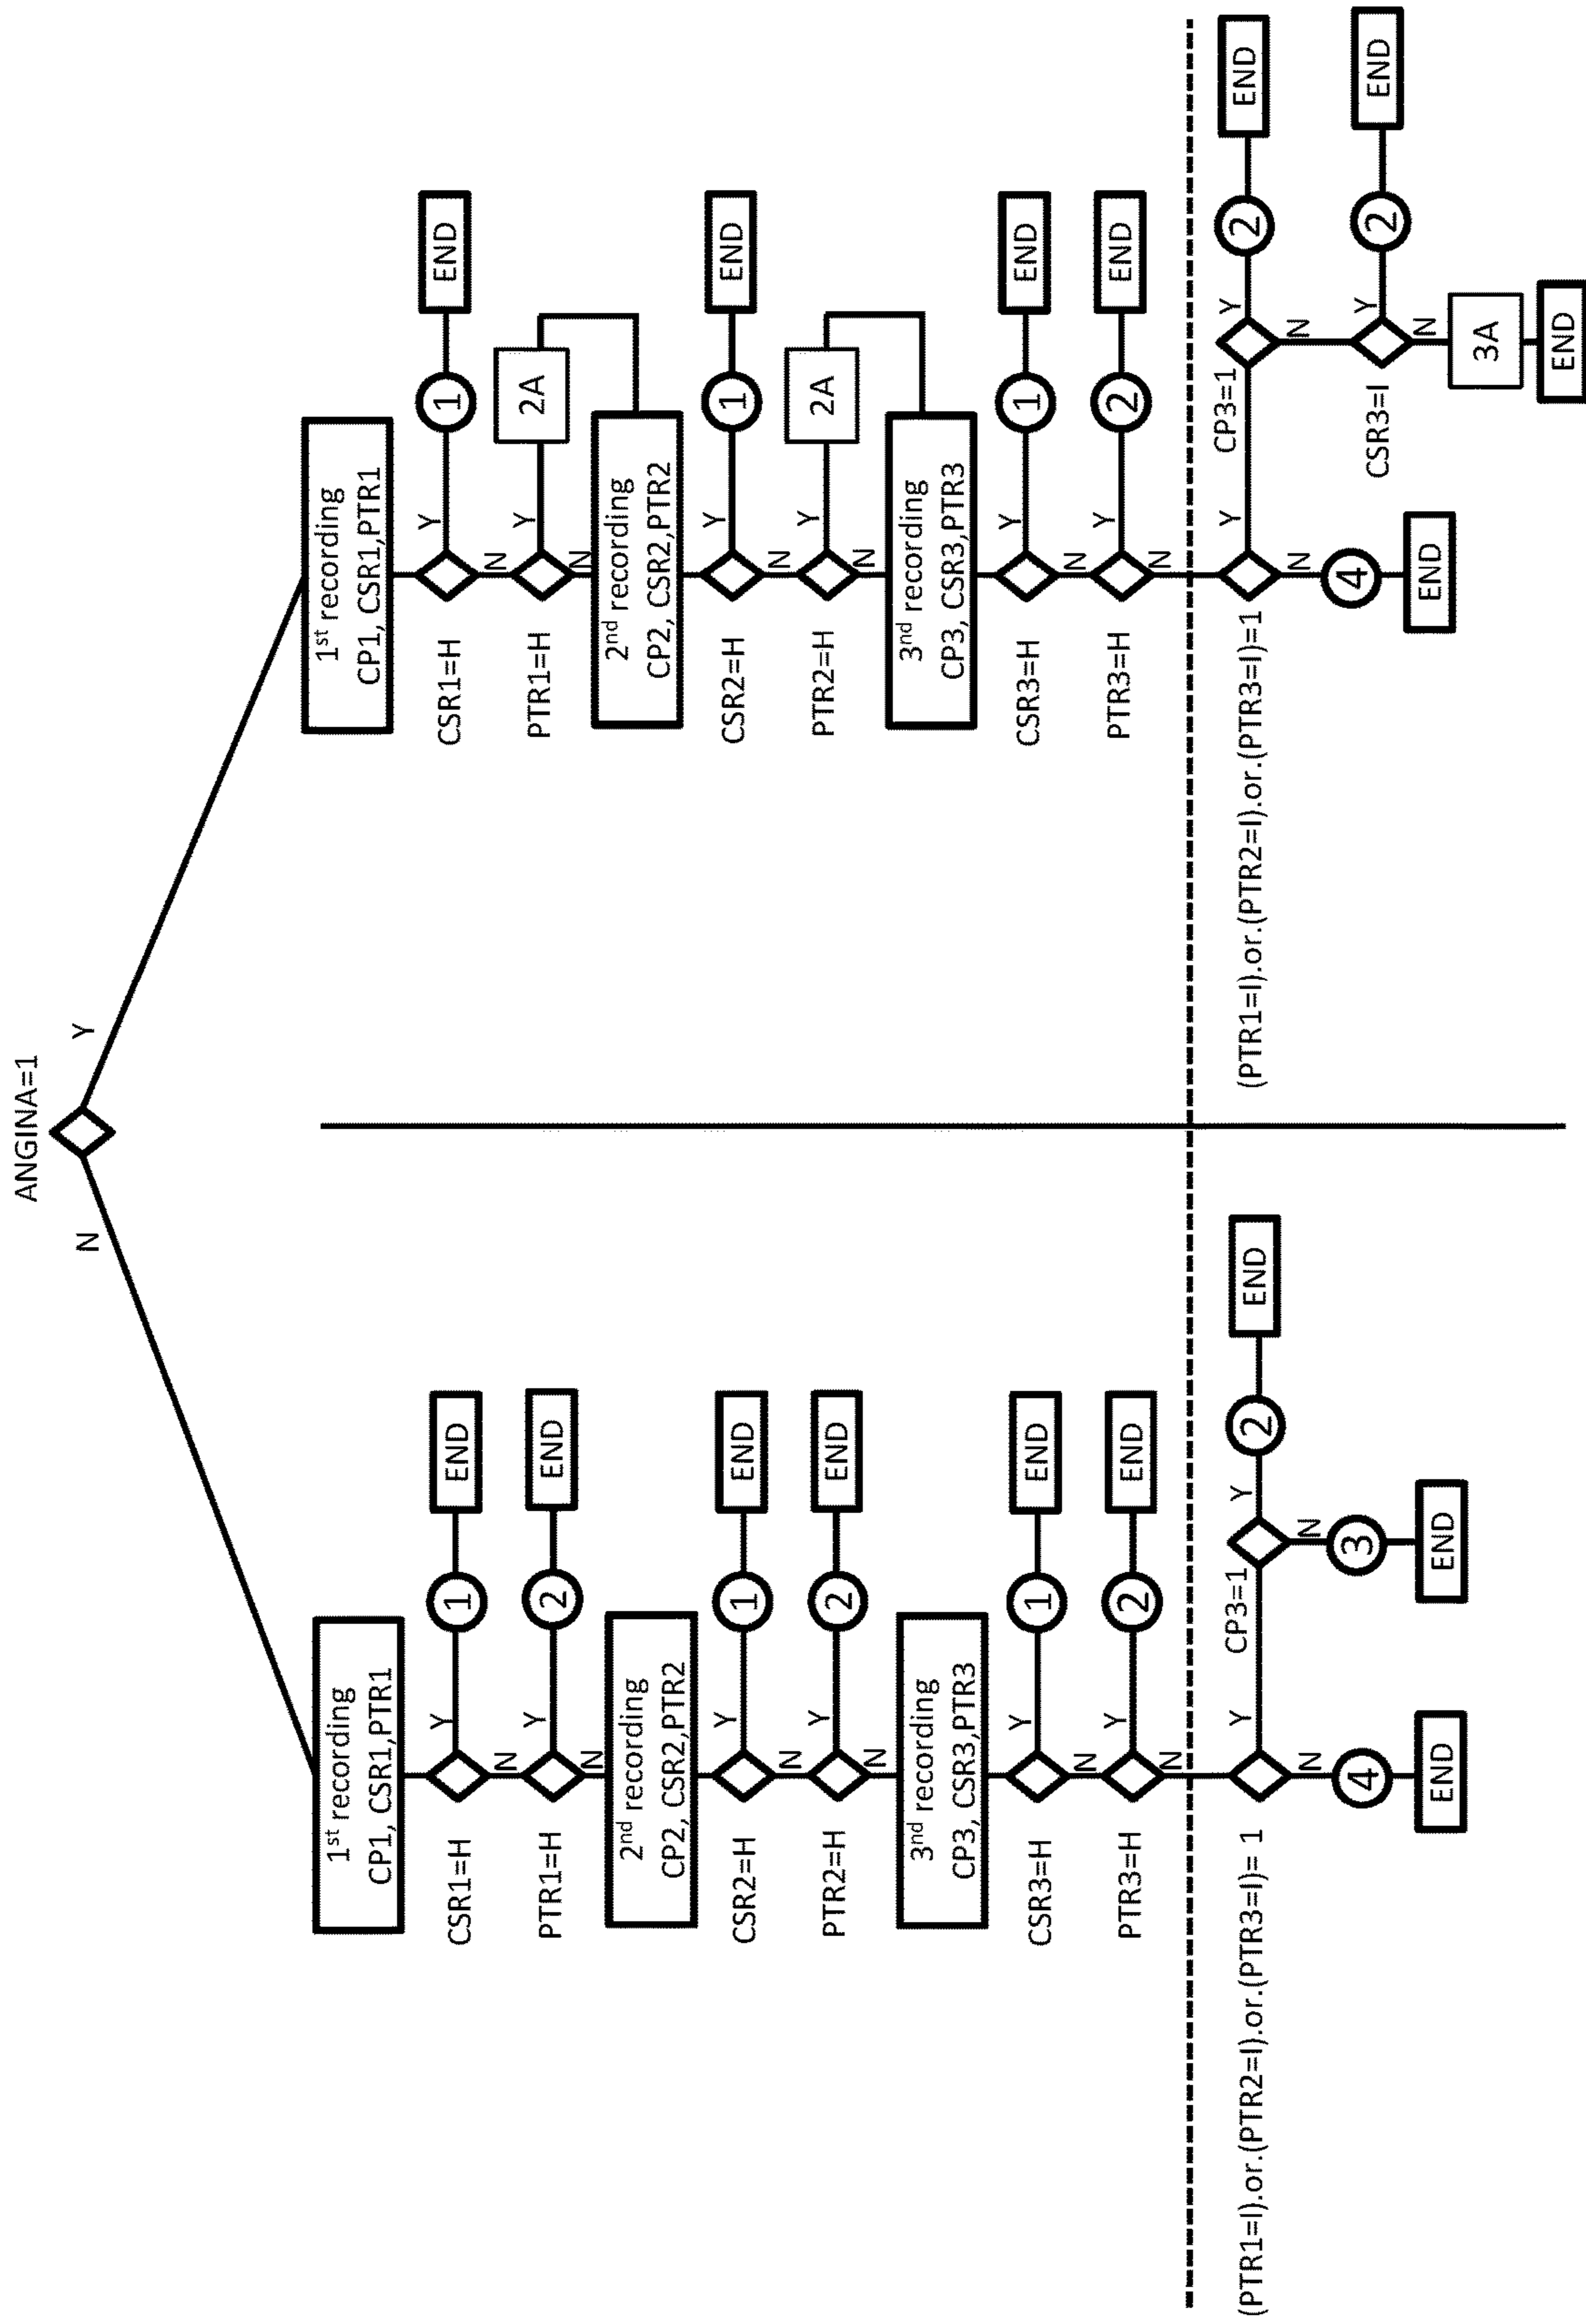 ANGINA=1
N
Y
1st recording
CP1, CSR1,PTR1
CSR1=H
Y
1
END
N
PTR1=H
Y
2
END
N
2nd recording
CP2, CSR2,PTR2
CSR2=H
Y
1
END
N
PTR2=H
Y
2
END
N
3nd recording
CP3, CSR3,PTR3
CSR3=H
Y
1
END
N
PTR3=H
Y
2
END
N
(PTR1=I).or.(PTR2=I).or.(PTR3=I)= 1
Y
CP3=1
Y
2
END
N
3
END
N
4
END
1st recording
CP1, CSR1,PTR1
CSR1=H
Y
1
END
N
PTR1=H
Y
2A
N
2nd recording
CP2, CSR2,PTR2
CSR2=H
Y
1
END
N
PTR2=H
Y
2A
N
3nd recording
CP3, CSR3,PTR3
CSR3=H
Y
1
END
N
PTR3=H
Y
2
END
N
(PTR1=I).or.(PTR2=I).or.(PTR3=I)=1
Y
CP3=1
Y
2
END
N
CSR3=I
Y
2
END
N
3A
END
N
4
END